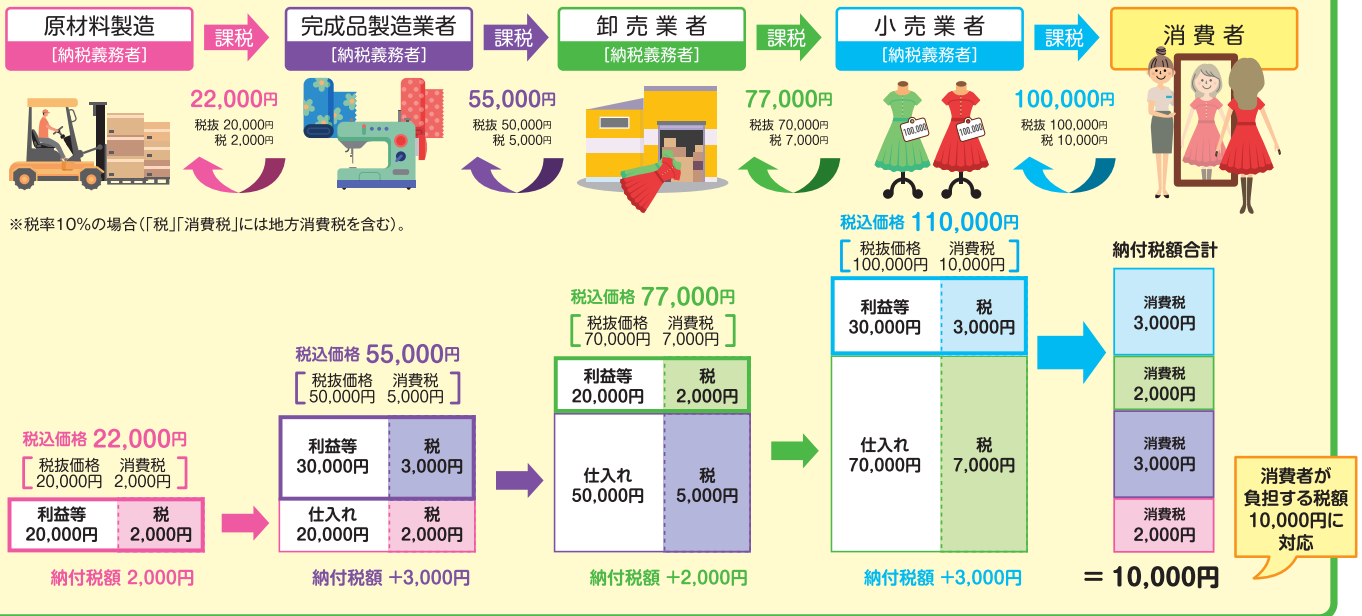 原材料製造
[納税義務者]
課税
完成品製造業者
[納税義務者]
課税
卸売業者
[納税義務者]
課税
小売業者
[納税義務者]
課税
消費者
22,000円
税抜 20,000円
税 2,000円
55,000円
税抜 50,000円
税 5,000円
77,000円
税抜 70,000円
税 7,000円
100,000
100,000
100,000円
税抜 100,000円
税 10,000円
※税率10%の場合(「税」「消費税」には地方消費税を含む)。
税込価格 22,000円
税抜価格 消費税
20,000円 2,000円
利益等
20,000円
税
2,000円
納付税額 2,000円
税込価格 55,000円
税抜価格 消費税
50,000円 5,000円
利益等
30,000円
税
3,000円
仕入れ
20,000円
税
2,000円
納付税額 +3,000円
税込価格 77,000円
税抜価格 消費税
70,000円 7,000円
利益等
20,000円
税
2,000円
仕入れ
50,000円
税
5,000円
納付税額 +2,000円
税込価格 110,000円
税抜価格 消費税
100,000円 10,000円
利益等
30,000円
税
3,000円
仕入れ
70,000円
税
7,000円
納付税額 +3,000円
納付税額合計
消費税
3,000円
消費税
2,000円
消費税
3,000円
消費税
2,000円
= 10,000円
消費者が
負担する税額
10,000円に
対応